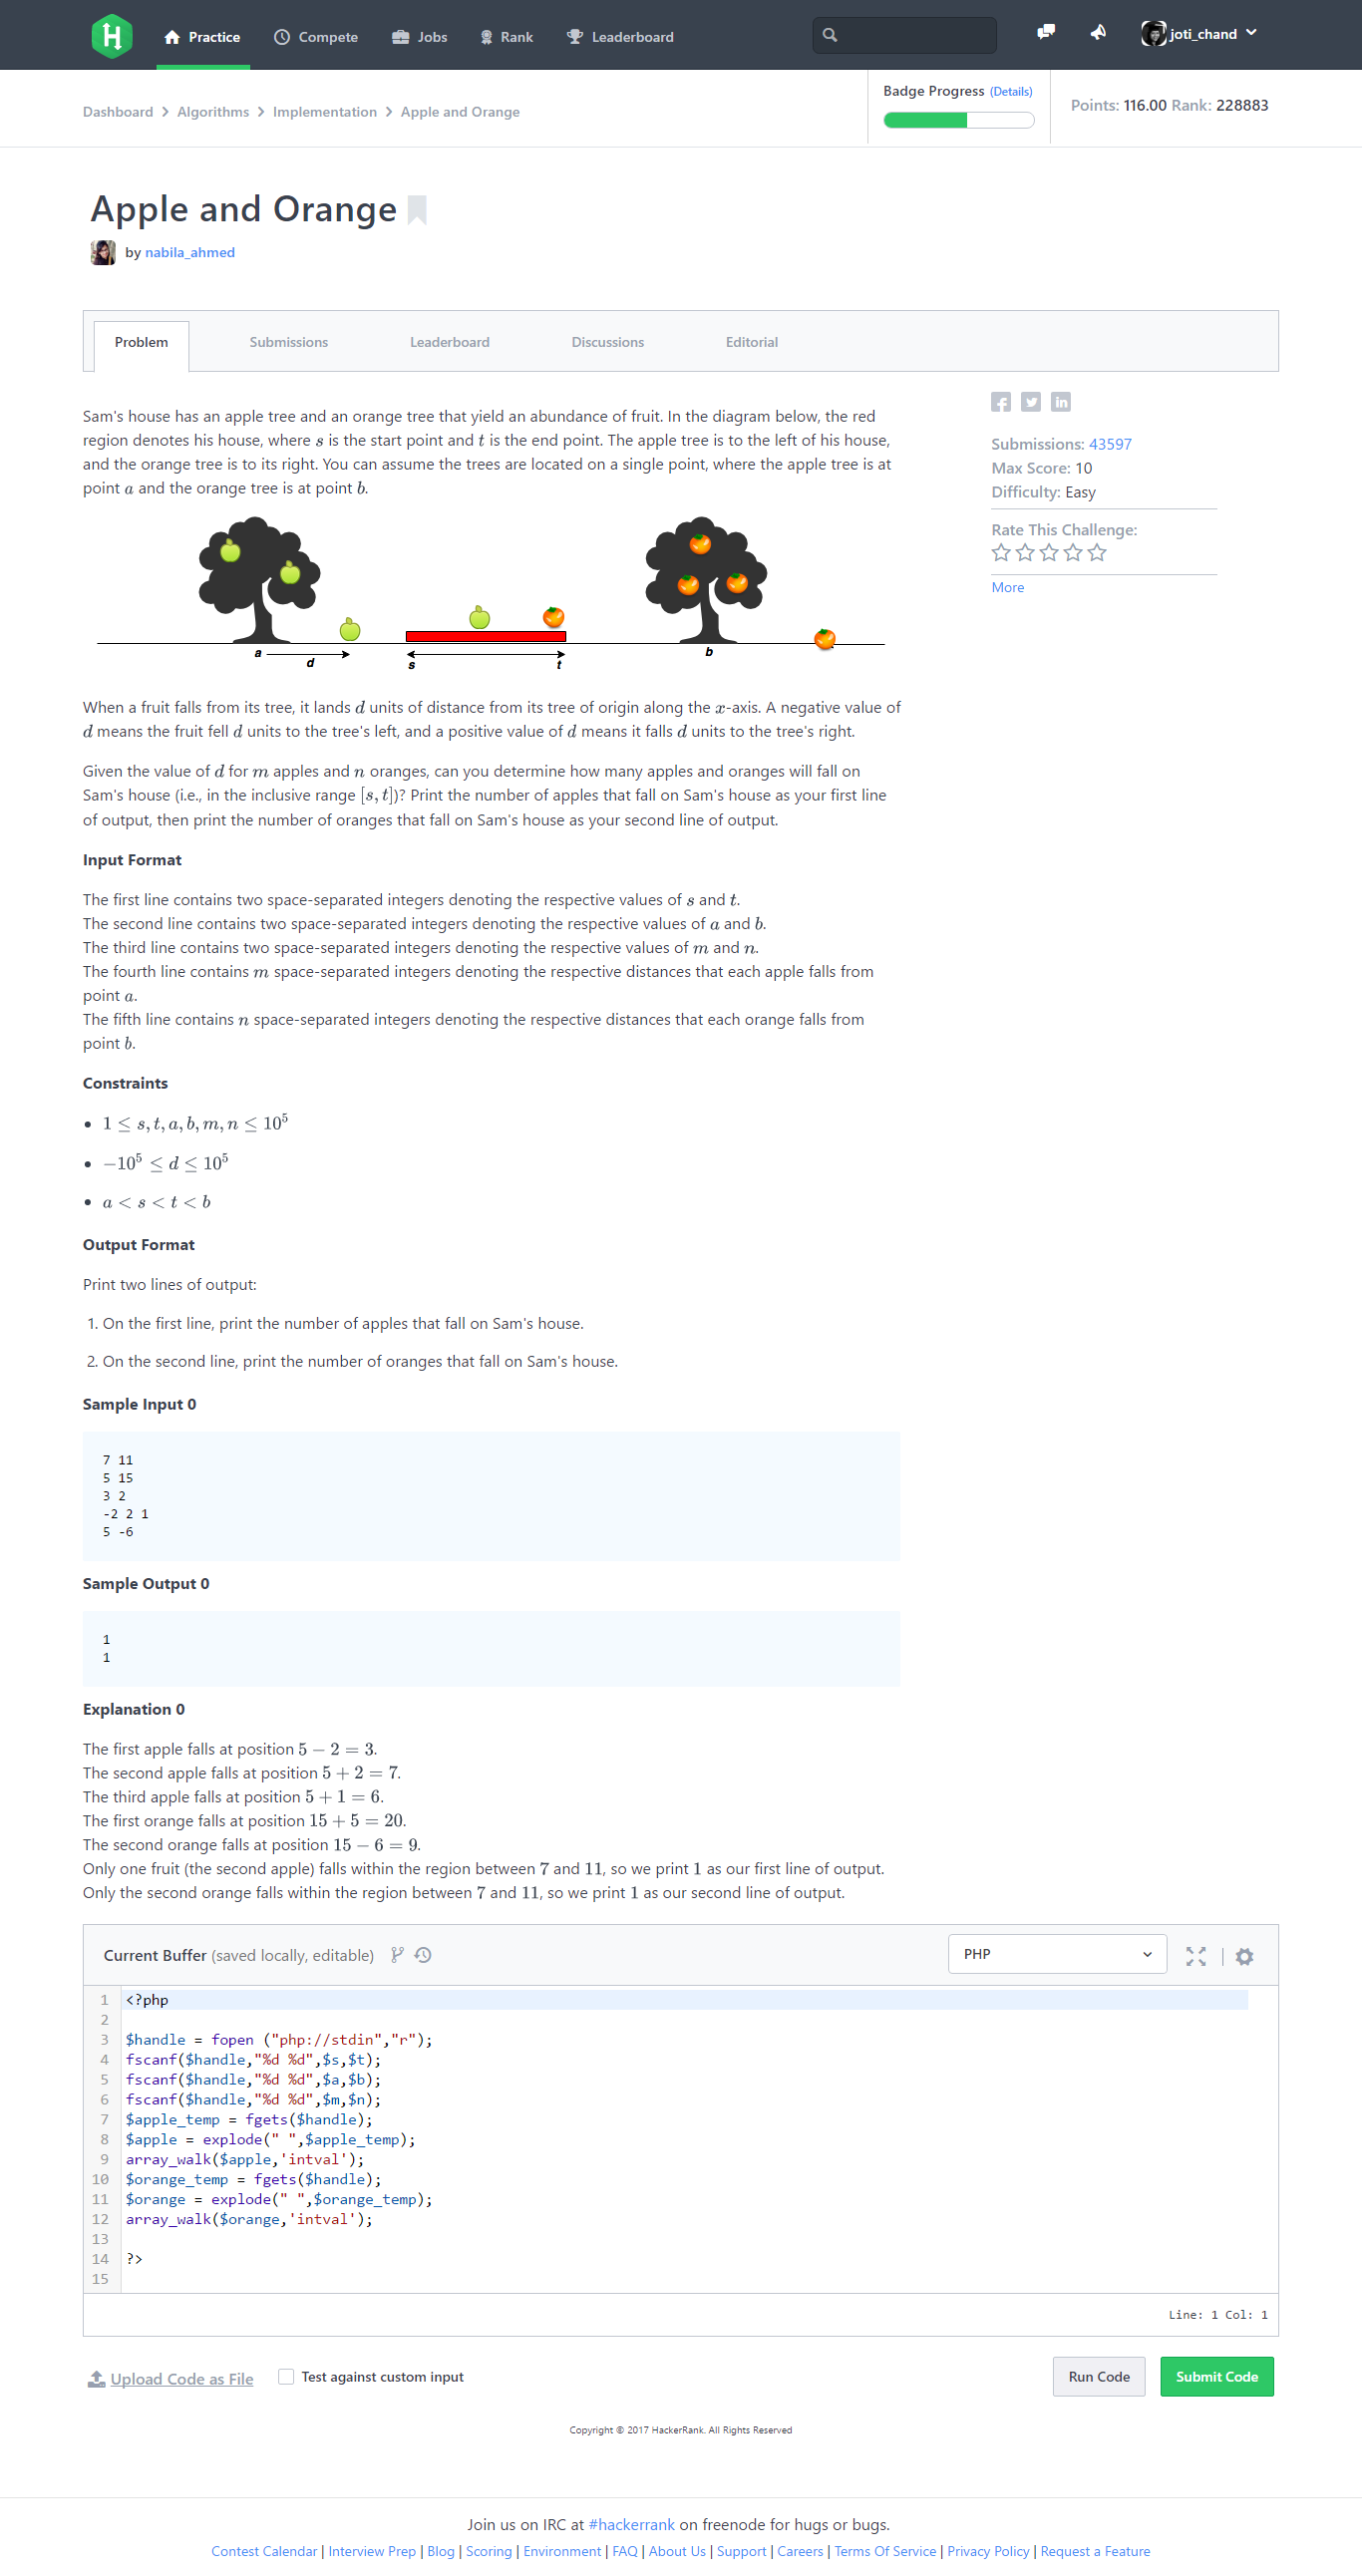 H Practice Compete Jobs Rank Leaderboard joti_chand
Dashboard > Algorithms > Implementation > Apple and Orange
Badge Progress (Details)
Points: 116.00 Rank: 228883
Apple and Orange
by nabila_ahmed
Problem Submissions Leaderboard Discussions Editorial
Sam's house has an apple tree and an orange tree that yield an abundance of fruit. In the diagram below, the red
region denotes his house, where s is the start point and t is the end point. The apple tree is to the left of his house,
and the orange tree is to its right. You can assume the trees are located on a single point, where the apple tree is at
point a and the orange tree is at point b.
a d s t b
When a fruit falls from its tree, it lands d units of distance from its tree of origin along the x-axis. A negative value of
d means the fruit fell d units to the tree's left, and a positive value of d means it falls d units to the tree's right.
Given the value of d for m apples and n oranges, can you determine how many apples and oranges will fall on
Sam's house (i.e., in the inclusive range [s, t])? Print the number of apples that fall on Sam's house as your first line
of output, then print the number of oranges that fall on Sam's house as your second line of output.
Input Format
The first line contains two space-separated integers denoting the respective values of s and t.
The second line contains two space-separated integers denoting the respective values of a and b.
The third line contains two space-separated integers denoting the respective values of m and n.
The fourth line contains m space-separated integers denoting the respective distances that each apple falls from
point a.
The fifth line contains n space-separated integers denoting the respective distances that each orange falls from
point b.
Constraints
• 1 ≤ s, t, a, b, m, n ≤ 10⁵
• −10⁵ ≤ d ≤ 10⁵
• a < s < t < b
Output Format
Print two lines of output:
1. On the first line, print the number of apples that fall on Sam's house.
2. On the second line, print the number of oranges that fall on Sam's house.
Sample Input 0
7 11
5 15
3 2
-2 2 1
5 -6
Sample Output 0
1
1
Explanation 0
The first apple falls at position 5 − 2 = 3.
The second apple falls at position 5 + 2 = 7.
The third apple falls at position 5 + 1 = 6.
The first orange falls at position 15 + 5 = 20.
The second orange falls at position 15 − 6 = 9.
Only one fruit (the second apple) falls within the region between 7 and 11, so we print 1 as our first line of output.
Only the second orange falls within the region between 7 and 11, so we print 1 as our second line of output.
Submissions: 43597
Max Score: 10
Difficulty: Easy
Rate This Challenge:
More
Current Buffer (saved locally, editable) PHP
1 <?php
2
3 $handle = fopen ("php://stdin","r");
4 fscanf($handle,"%d %d",$s,$t);
5 fscanf($handle,"%d %d",$a,$b);
6 fscanf($handle,"%d %d",$m,$n);
7 $apple_temp = fgets($handle);
8 $apple = explode(" ",$apple_temp);
9 array_walk($apple,'intval');
10 $orange_temp = fgets($handle);
11 $orange = explode(" ",$orange_temp);
12 array_walk($orange,'intval');
13
14 ?>
15
Line: 1 Col: 1
Upload Code as File Test against custom input Run Code Submit Code
Copyright © 2017 HackerRank. All Rights Reserved
Join us on IRC at #hackerrank on freenode for hugs or bugs.
Contest Calendar | Interview Prep | Blog | Scoring | Environment | FAQ | About Us | Support | Careers | Terms Of Service | Privacy Policy | Request a Feature